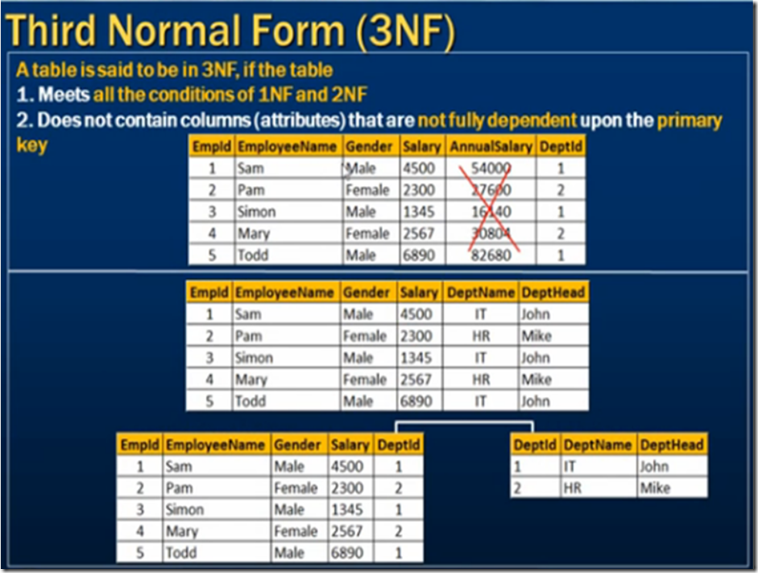 Third Normal Form (3NF)
A table is said to be in 3NF, if the table
1. Meets all the conditions of 1NF and 2NF
2. Does not contain columns (attributes) that are not fully dependent upon the primary
key
EmpId EmployeeName Gender Salary AnnualSalary DeptId
1 Sam Male 4500 54000 1
2 Pam Female 2300 27600 2
3 Simon Male 1345 16140 1
4 Mary Female 2567 30804 2
5 Todd Male 6890 82680 1
EmpId EmployeeName Gender Salary DeptName DeptHead
1 Sam Male 4500 IT John
2 Pam Female 2300 HR Mike
3 Simon Male 1345 IT John
4 Mary Female 2567 HR Mike
5 Todd Male 6890 IT John
EmpId EmployeeName Gender Salary DeptId
1 Sam Male 4500 1
2 Pam Female 2300 2
3 Simon Male 1345 1
4 Mary Female 2567 2
5 Todd Male 6890 1
DeptId DeptName DeptHead
1 IT John
2 HR Mike